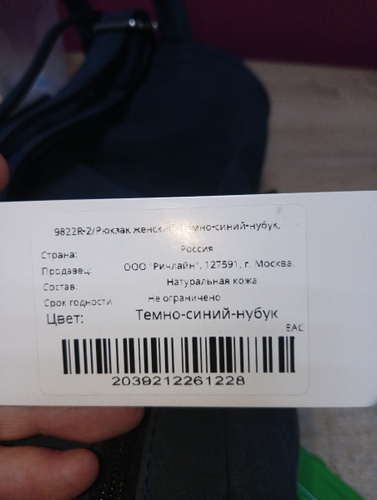 9822R-2/Рюкзак женский, темно-синий-нубук,
Страна: Россия
Продавец: ООО "Ричлайн", 127591, г. Москва.
Состав: Натуральная кожа
Срок годности не ограничено
Цвет: Темно-синий-нубук
EAC
2039212261228